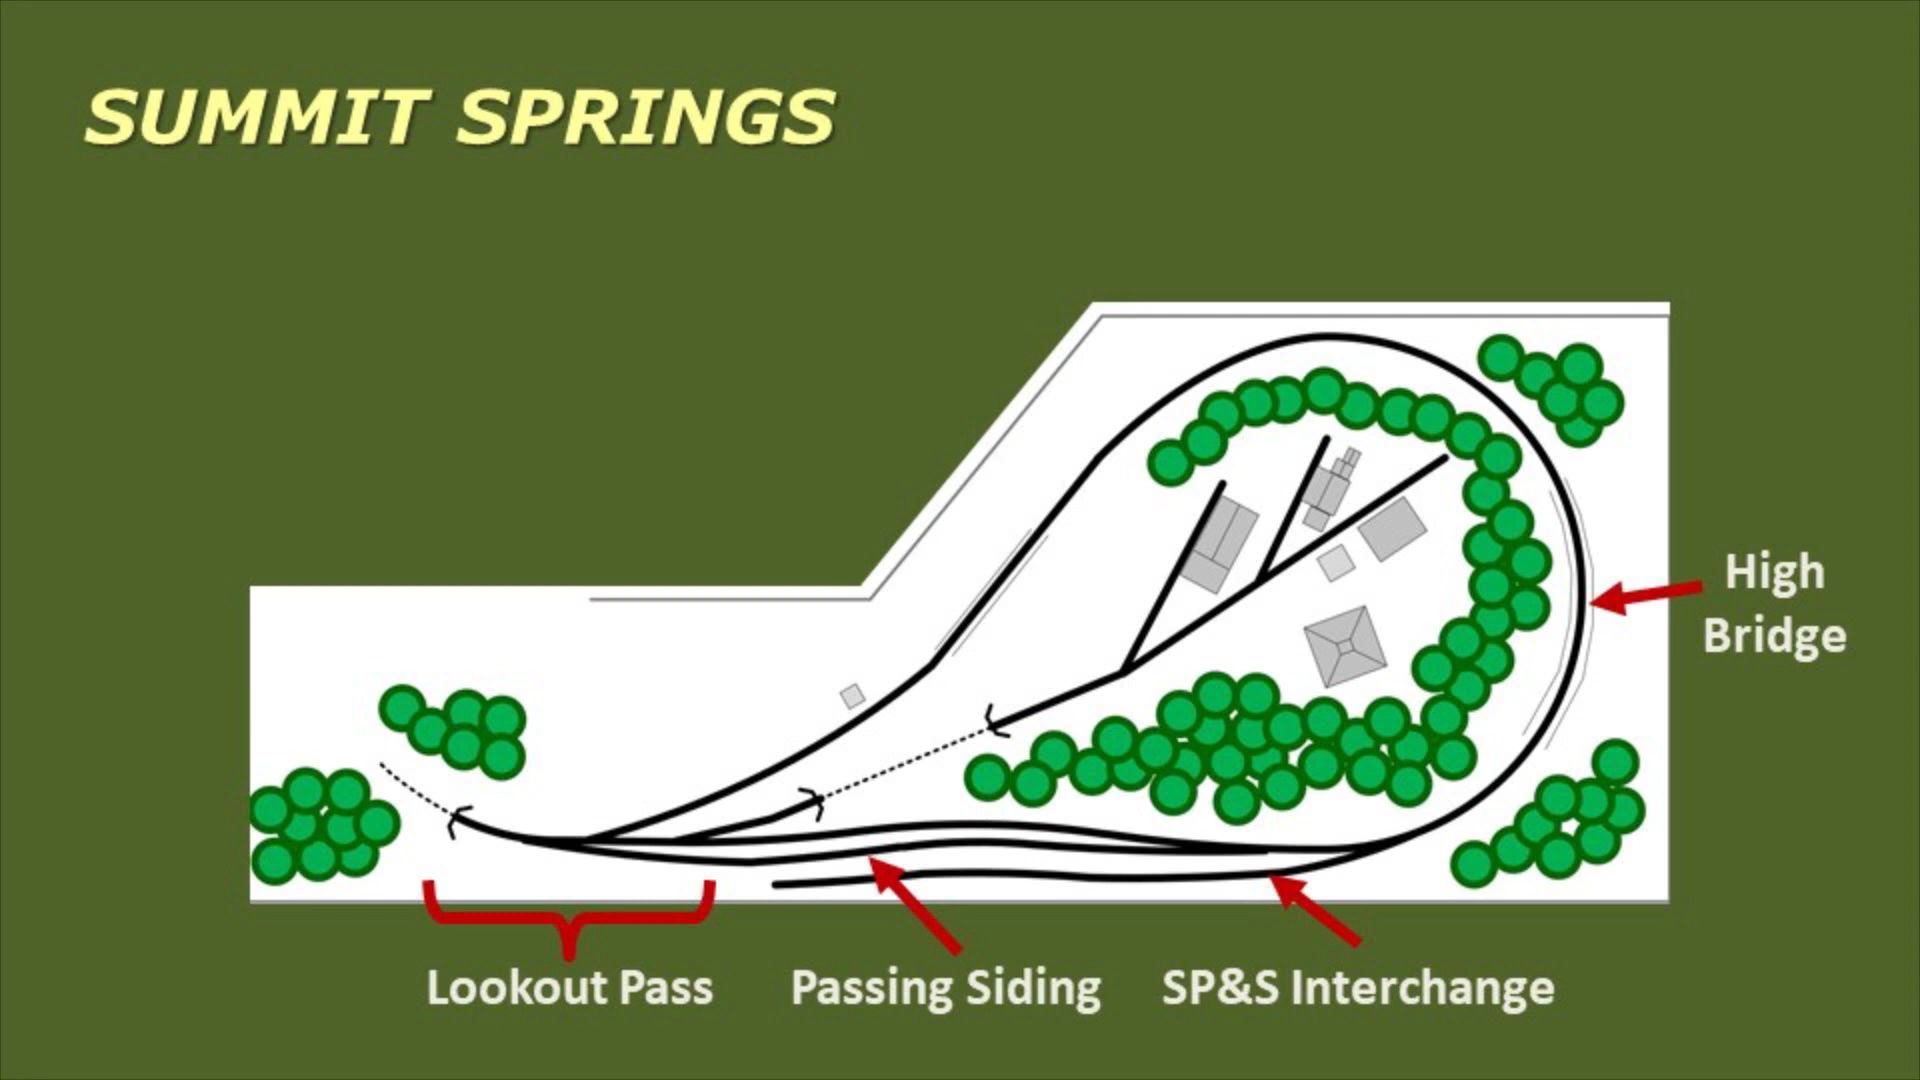 SUMMIT SPRINGS
High
Bridge
Lookout Pass
Passing Siding
SP&S Interchange